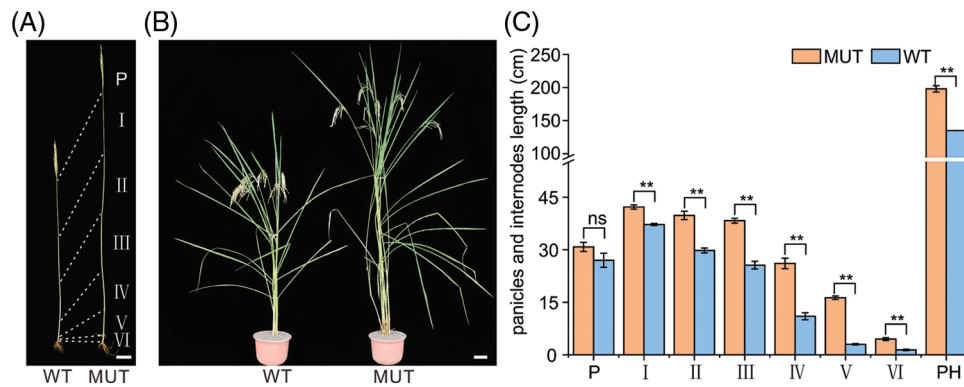 (A)
P
I
II
III
IV
V
VI
WT MUT
(B)
WT MUT
(C)
panicles and internodes length (cm)
250
200
150
100
45
30
15
0
MUT WT
ns
**
**
**
**
**
**
**
P I II III IV V VI PH